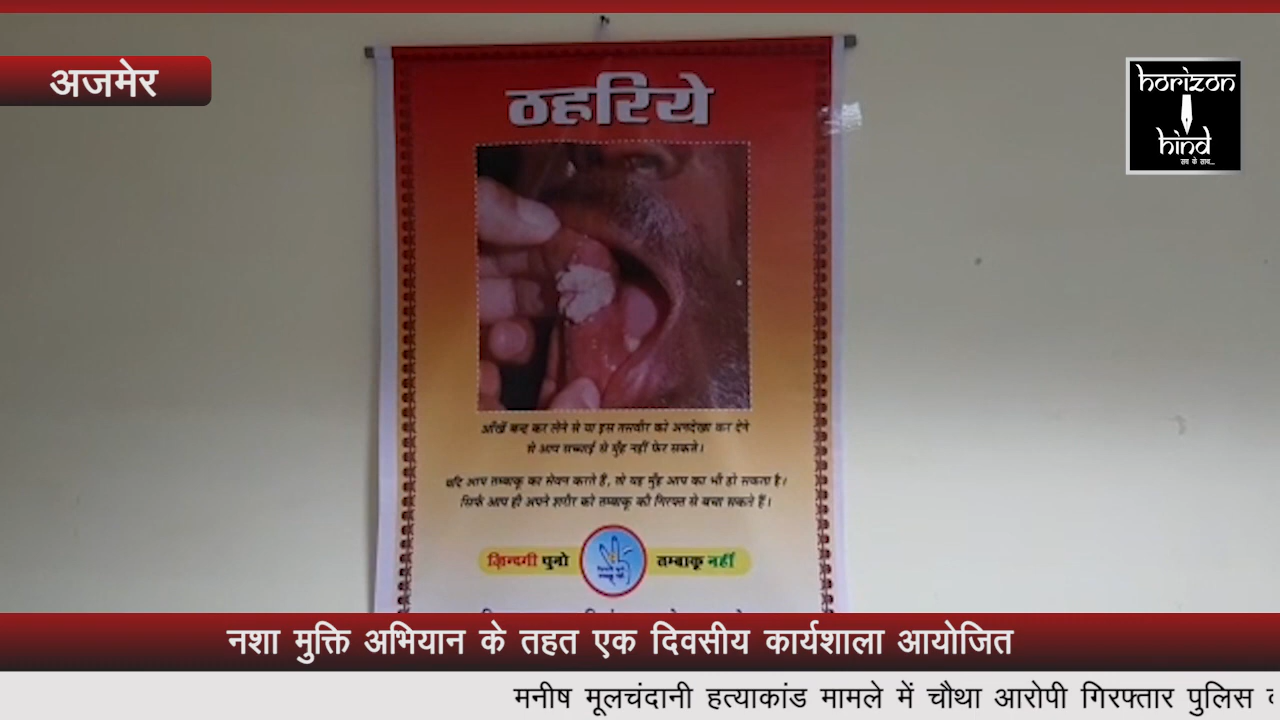 अजमेर
horizon
hind
सब के साथ...
ठहरिये
आँखें बन्द कर लेने से या इस तसवीर को अनदेखा कर देने
से आप सच्चाई से मुँह नहीं फेर सकते।
यदि आप तम्बाकू का सेवन करते हैं, तो यह मुँह आप का भी हो सकता है।
सिर्फ आप ही अपने शरीर को तम्बाकू की गिरफ्त से बचा सकते हैं।
ज़िन्दगी चुनो तम्बाकू नहीं
नशा मुक्ति अभियान के तहत एक दिवसीय कार्यशाला आयोजित
मनीष मूलचंदानी हत्याकांड मामले में चौथा आरोपी गिरफ्तार पुलिस